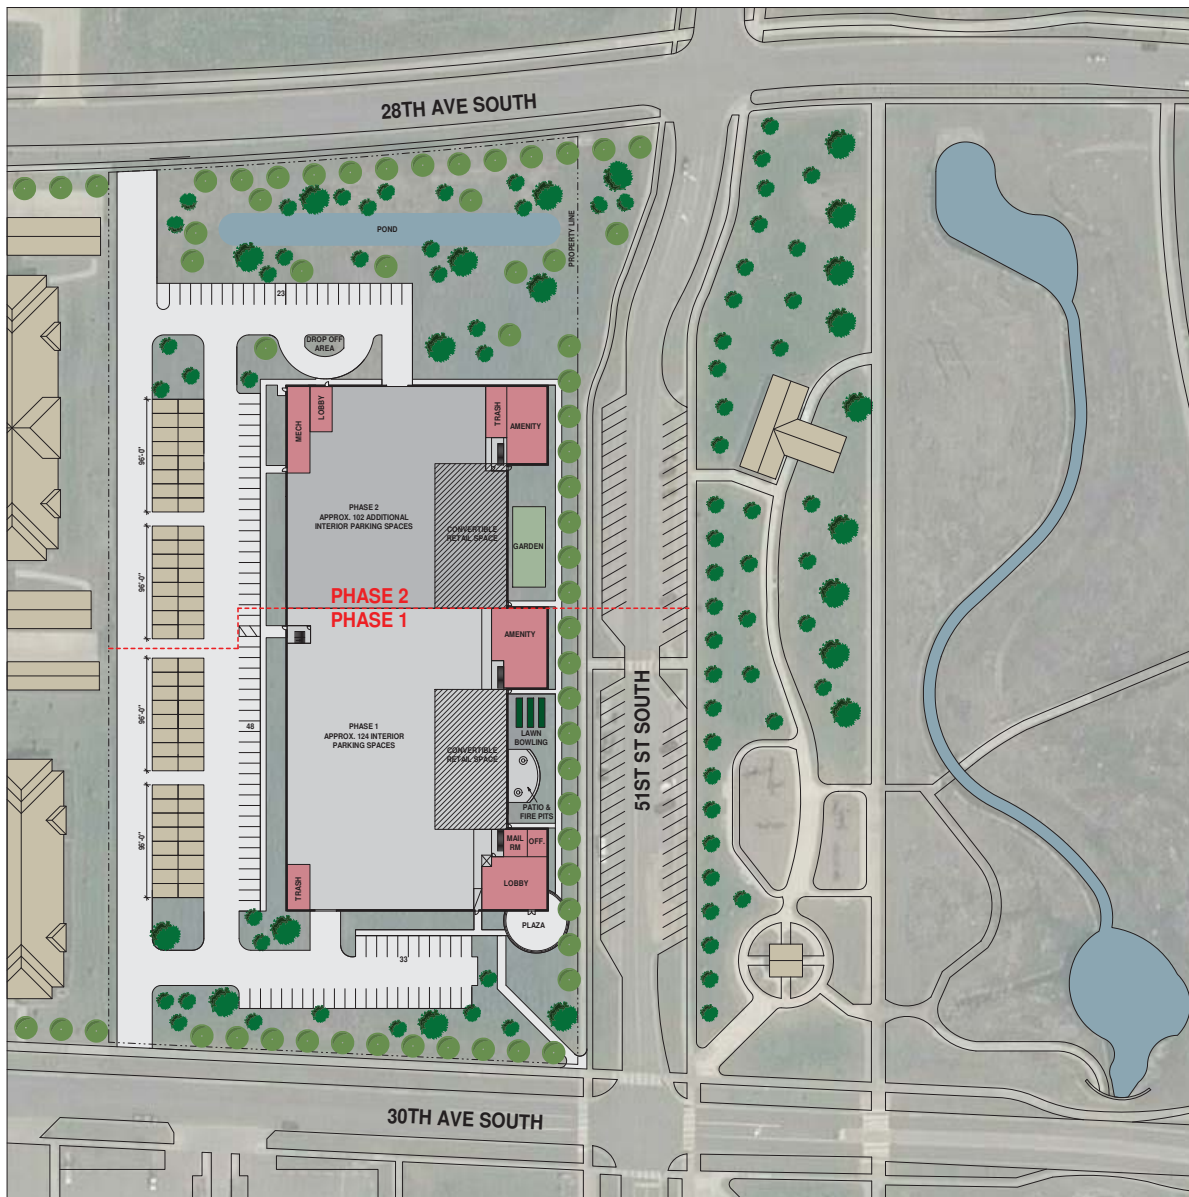 28TH AVE SOUTH
POND
PROPERTY LINE
23
DROP OFF
AREA
LOBBY
MECH
TRASH
AMENITY
96'-0"
PHASE 2
APPROX. 102 ADDITIONAL
INTERIOR PARKING SPACES
CONVERTIBLE
RETAIL SPACE
GARDEN
96'-0"
PHASE 2
PHASE 1
AMENITY
96'-0"
48
PHASE 1
APPROX. 124 INTERIOR
PARKING SPACES
CONVERTIBLE
RETAIL SPACE
LAWN
BOWLING
51ST ST SOUTH
PATIO &
FIRE PITS
96'-0"
MAIL
RM
OFF.
TRASH
LOBBY
PLAZA
33
30TH AVE SOUTH